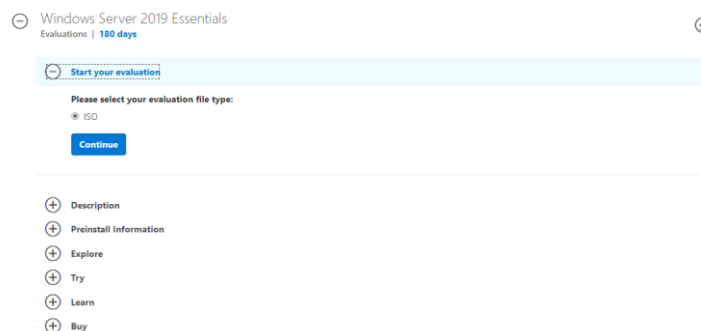 Windows Server 2019 Essentials
Evaluations | 180 days
Start your evaluation
Please select your evaluation file type:
ISO
Continue
Description
Preinstall Information
Explore
Try
Learn
Buy